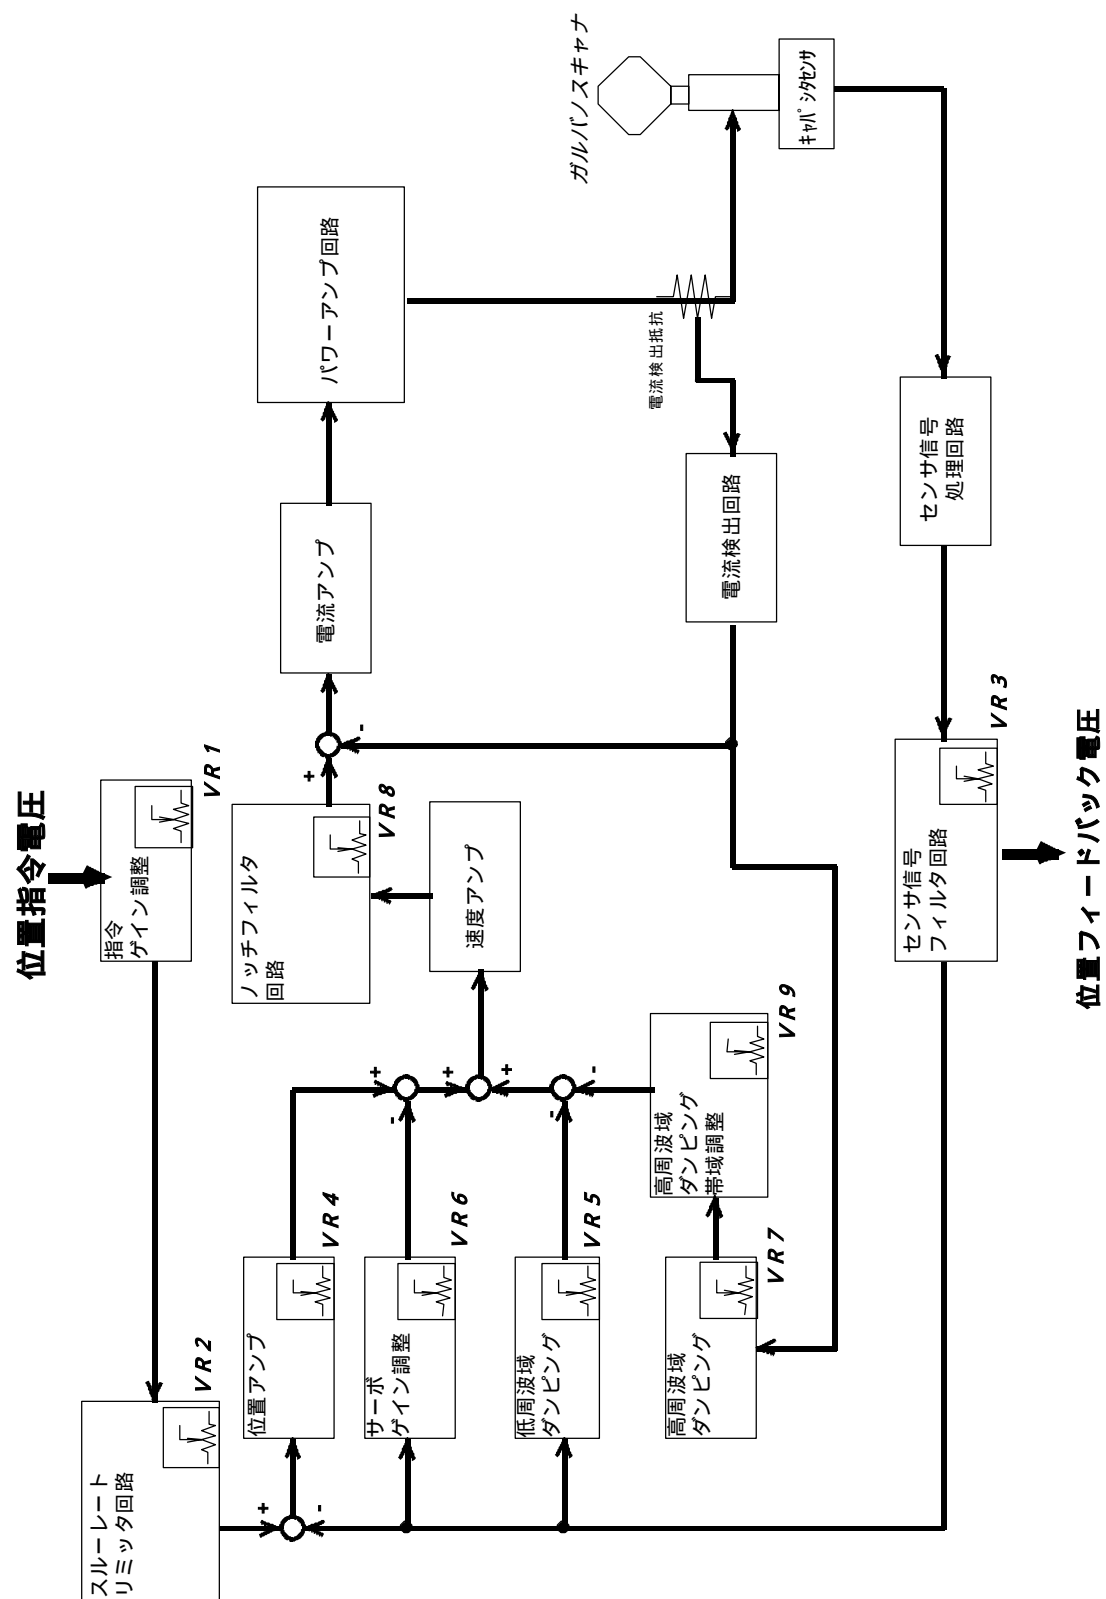 位置指令電圧
指令
ゲイン調整
VR1
スルーレート
リミッタ回路
VR2
+
-
位置アンプ
VR4
サーボ
ゲイン調整
VR6
低周波域
ダンピング
VR5
高周波域
ダンピング
VR7
高周波域
ダンピング
帯域調整
VR9
+
-
+
+
-
-
速度アンプ
ノッチフィルタ
回路
VR8
+
-
電流アンプ
パワーアンプ回路
電流検出抵抗
電流検出回路
ガルバノスキャナ
キャパシタセンサ
センサ信号
処理回路
センサ信号
フィルタ回路
VR3
位置フィードバック電圧